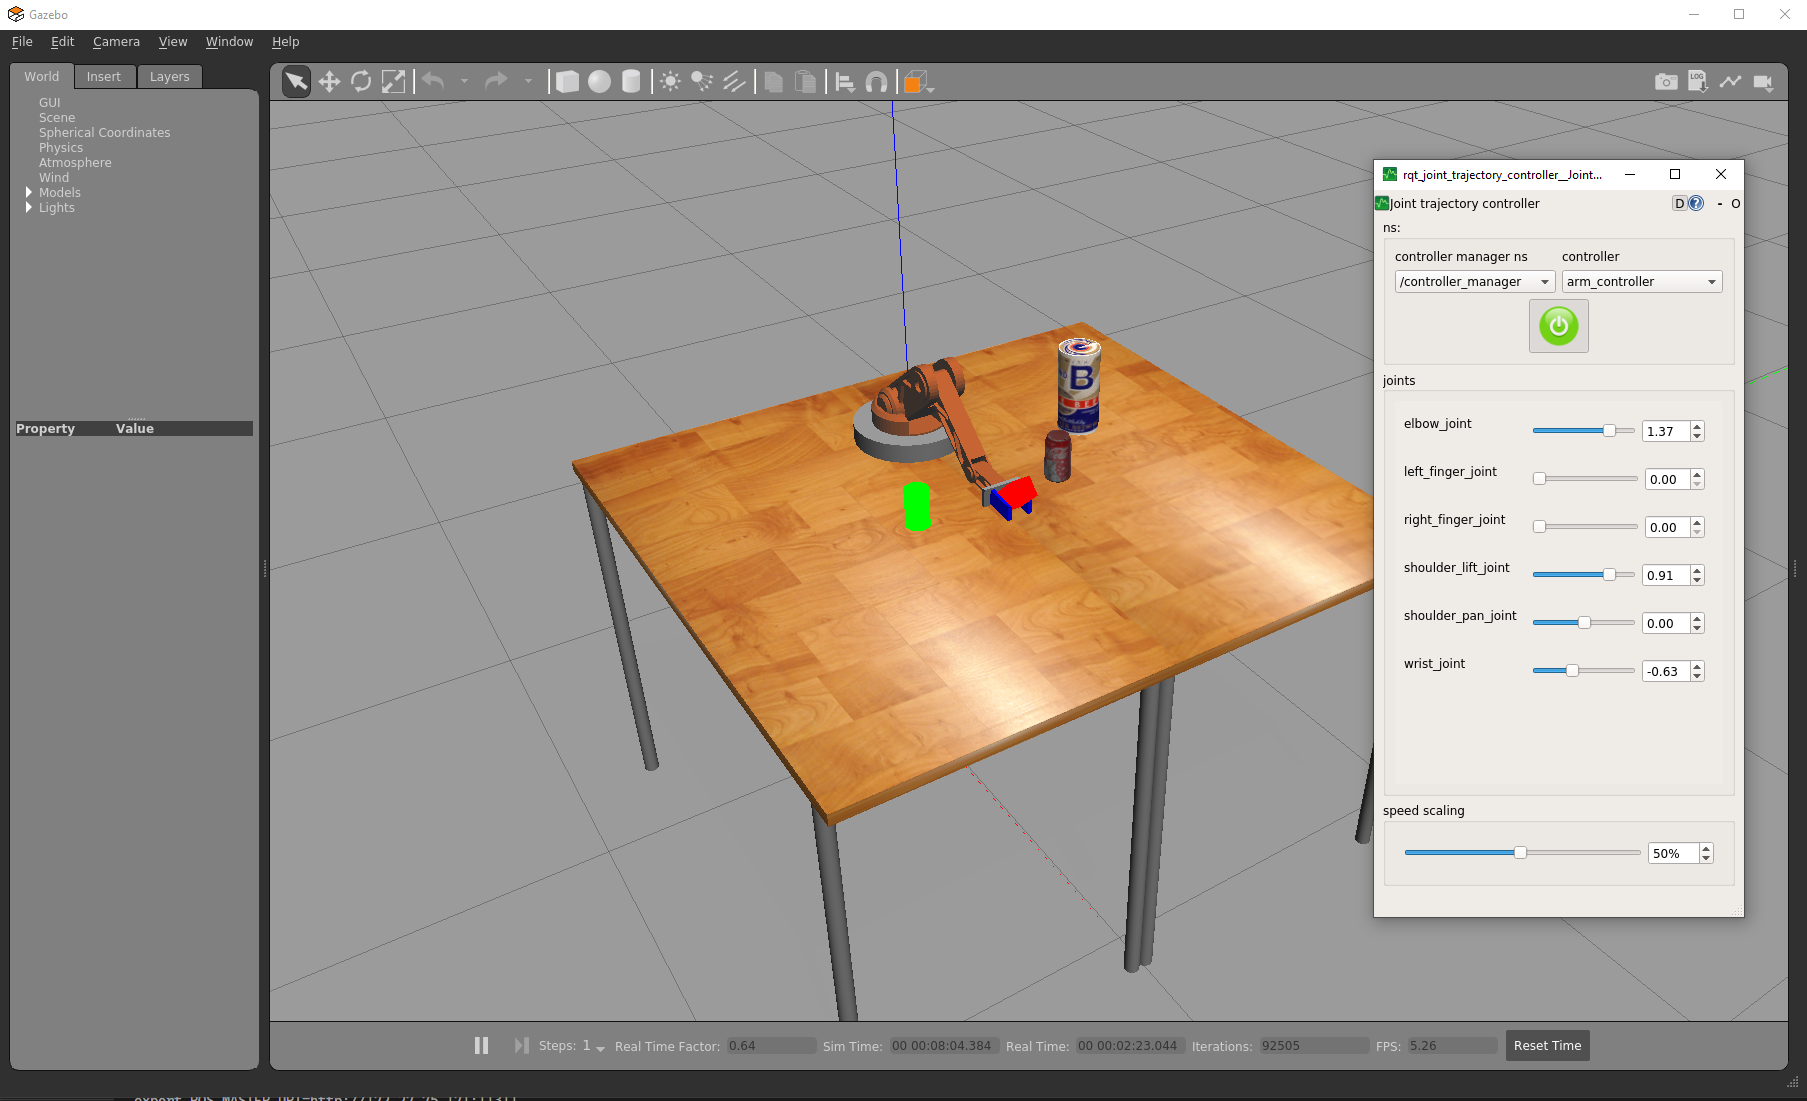 Gazebo
File Edit Camera View Window Help
World Insert Layers
GUI
Scene
Spherical Coordinates
Physics
Atmosphere
Wind
Models
Lights
Property Value
LOG
B
BEER
rqt_joint_trajectory_controller__Joint...
Joint trajectory controller
D ? - O
ns:
controller manager ns controller
/controller_manager arm_controller
joints
elbow_joint 1.37
left_finger_joint 0.00
right_finger_joint 0.00
shoulder_lift_joint 0.91
shoulder_pan_joint 0.00
wrist_joint -0.63
speed scaling
50%
Steps: 1 Real Time Factor: 0.64 Sim Time: 00 00:08:04.384 Real Time: 00 00:02:23.044 Iterations: 92505 FPS: 5.26 Reset Time